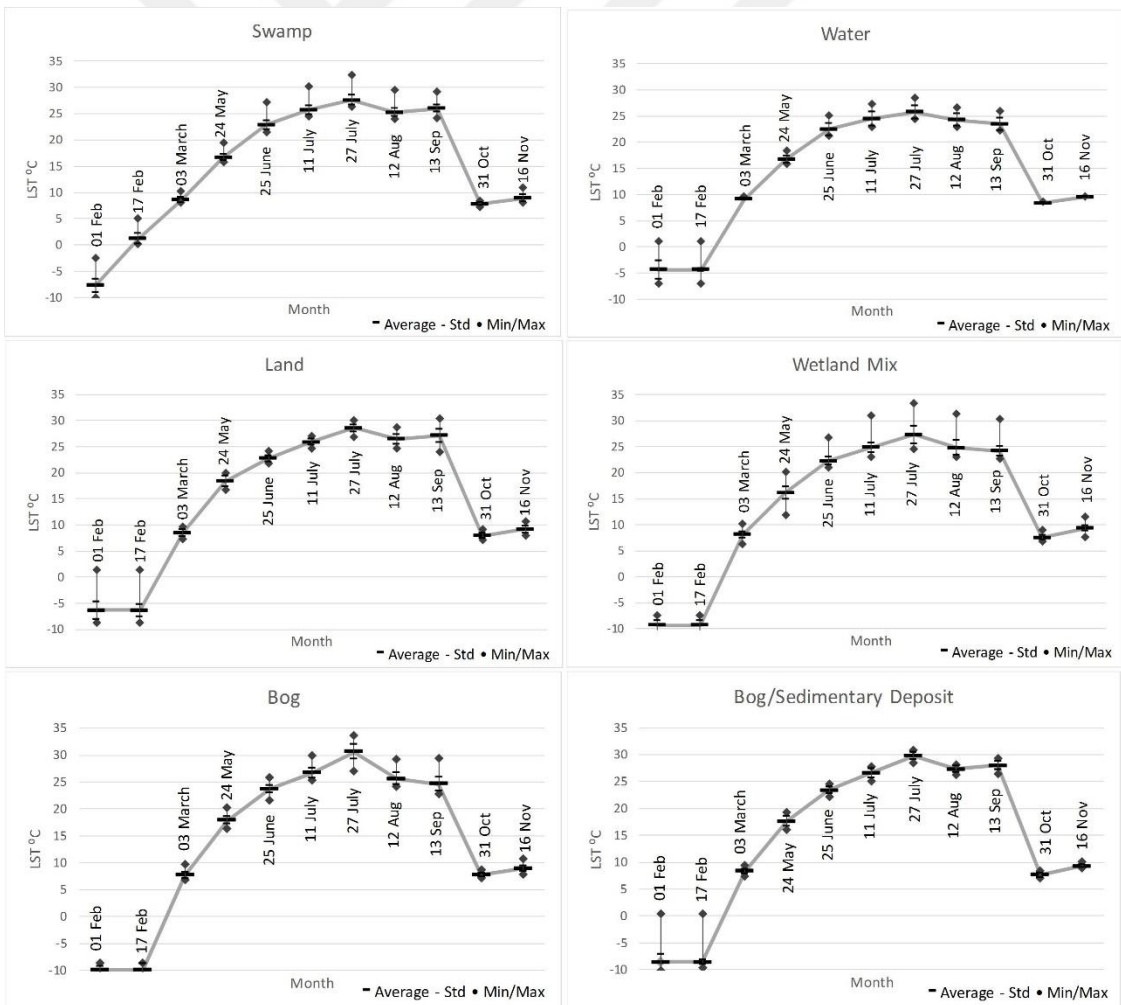 Swamp
35
30
25
20
15
10
5
0
-5
-10
LST °C
01 Feb
17 Feb
03 March
24 May
25 June
11 July
27 July
12 Aug
13 Sep
31 Oct
16 Nov
Month
Average - Std • Min/Max
Water
35
30
25
20
15
10
5
0
-5
-10
LST °C
01 Feb
17 Feb
03 March
24 May
25 June
11 July
27 July
12 Aug
13 Sep
31 Oct
16 Nov
Month
Average - Std • Min/Max
Land
35
30
25
20
15
10
5
0
-5
-10
LST °C
01 Feb
17 Feb
03 March
24 May
25 June
11 July
27 July
12 Aug
13 Sep
31 Oct
16 Nov
Month
Average - Std • Min/Max
Wetland Mix
35
30
25
20
15
10
5
0
-5
-10
LST °C
01 Feb
17 Feb
03 March
24 May
25 June
11 July
27 July
12 Aug
13 Sep
31 Oct
16 Nov
Month
Average - Std • Min/Max
Bog
35
30
25
20
15
10
5
0
-5
-10
LST °C
01 Feb
17 Feb
03 March
24 May
25 June
11 July
27 July
12 Aug
13 Sep
31 Oct
16 Nov
Month
Average - Std • Min/Max
Bog/Sedimentary Deposit
35
30
25
20
15
10
5
0
-5
-10
LST °C
01 Feb
17 Feb
03 March
24 May
25 June
11 July
27 July
12 Aug
13 Sep
31 Oct
16 Nov
Month
Average - Std • Min/Max